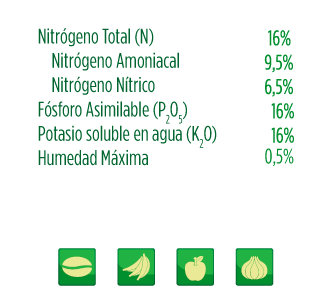 Nitrógeno Total (N) 16%
Nitrógeno Amoniacal 9,5%
Nitrógeno Nítrico 6,5%
Fósforo Asimilable (P₂O₅) 16%
Potasio soluble en agua (K₂O) 16%
Humedad Máxima 0,5%